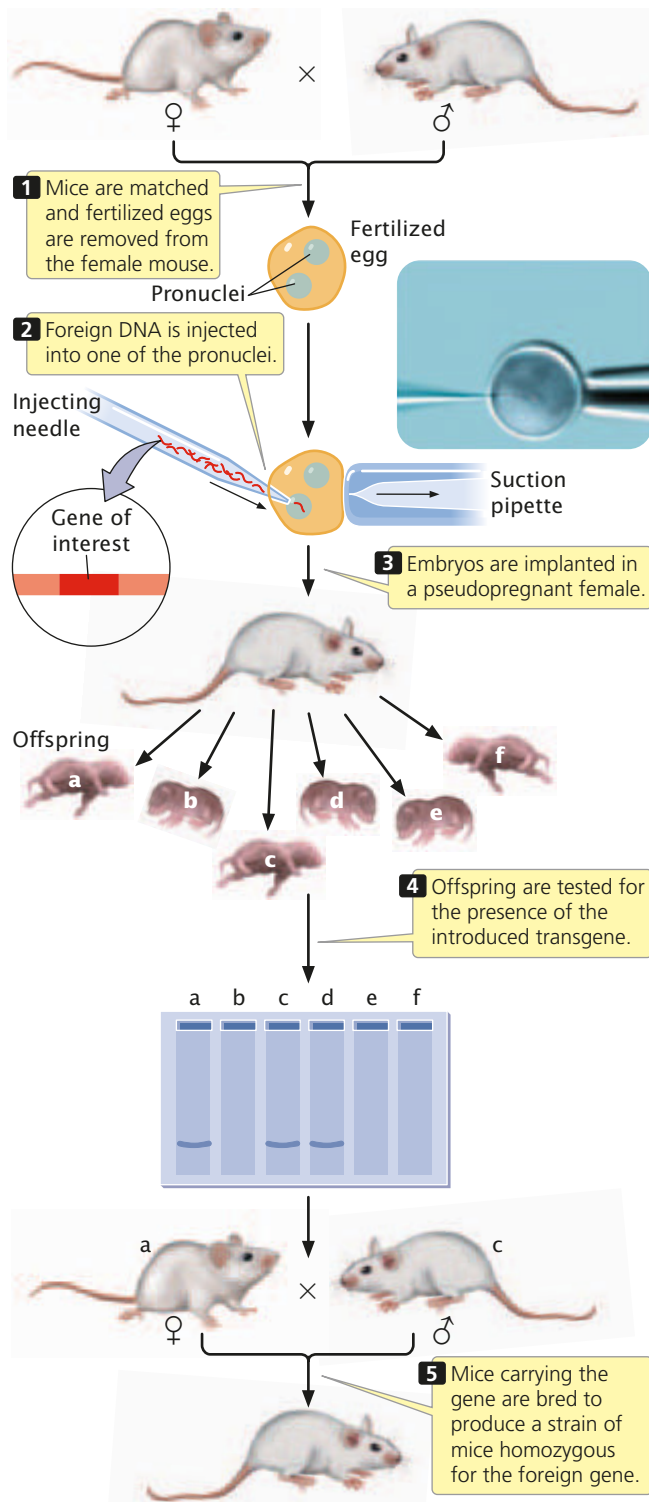 ×
♀
♂
1 Mice are matched
and fertilized eggs
are removed from
the female mouse.
Fertilized
egg
Pronuclei
2 Foreign DNA is injected
into one of the pronuclei.
Injecting
needle
Suction
pipette
Gene of
interest
3 Embryos are implanted in
a pseudopregnant female.
Offspring
a
b
c
d
e
f
4 Offspring are tested for
the presence of the
introduced transgene.
a b c d e f
a
c
×
♀
♂
5 Mice carrying the
gene are bred to
produce a strain of
mice homozygous
for the foreign gene.